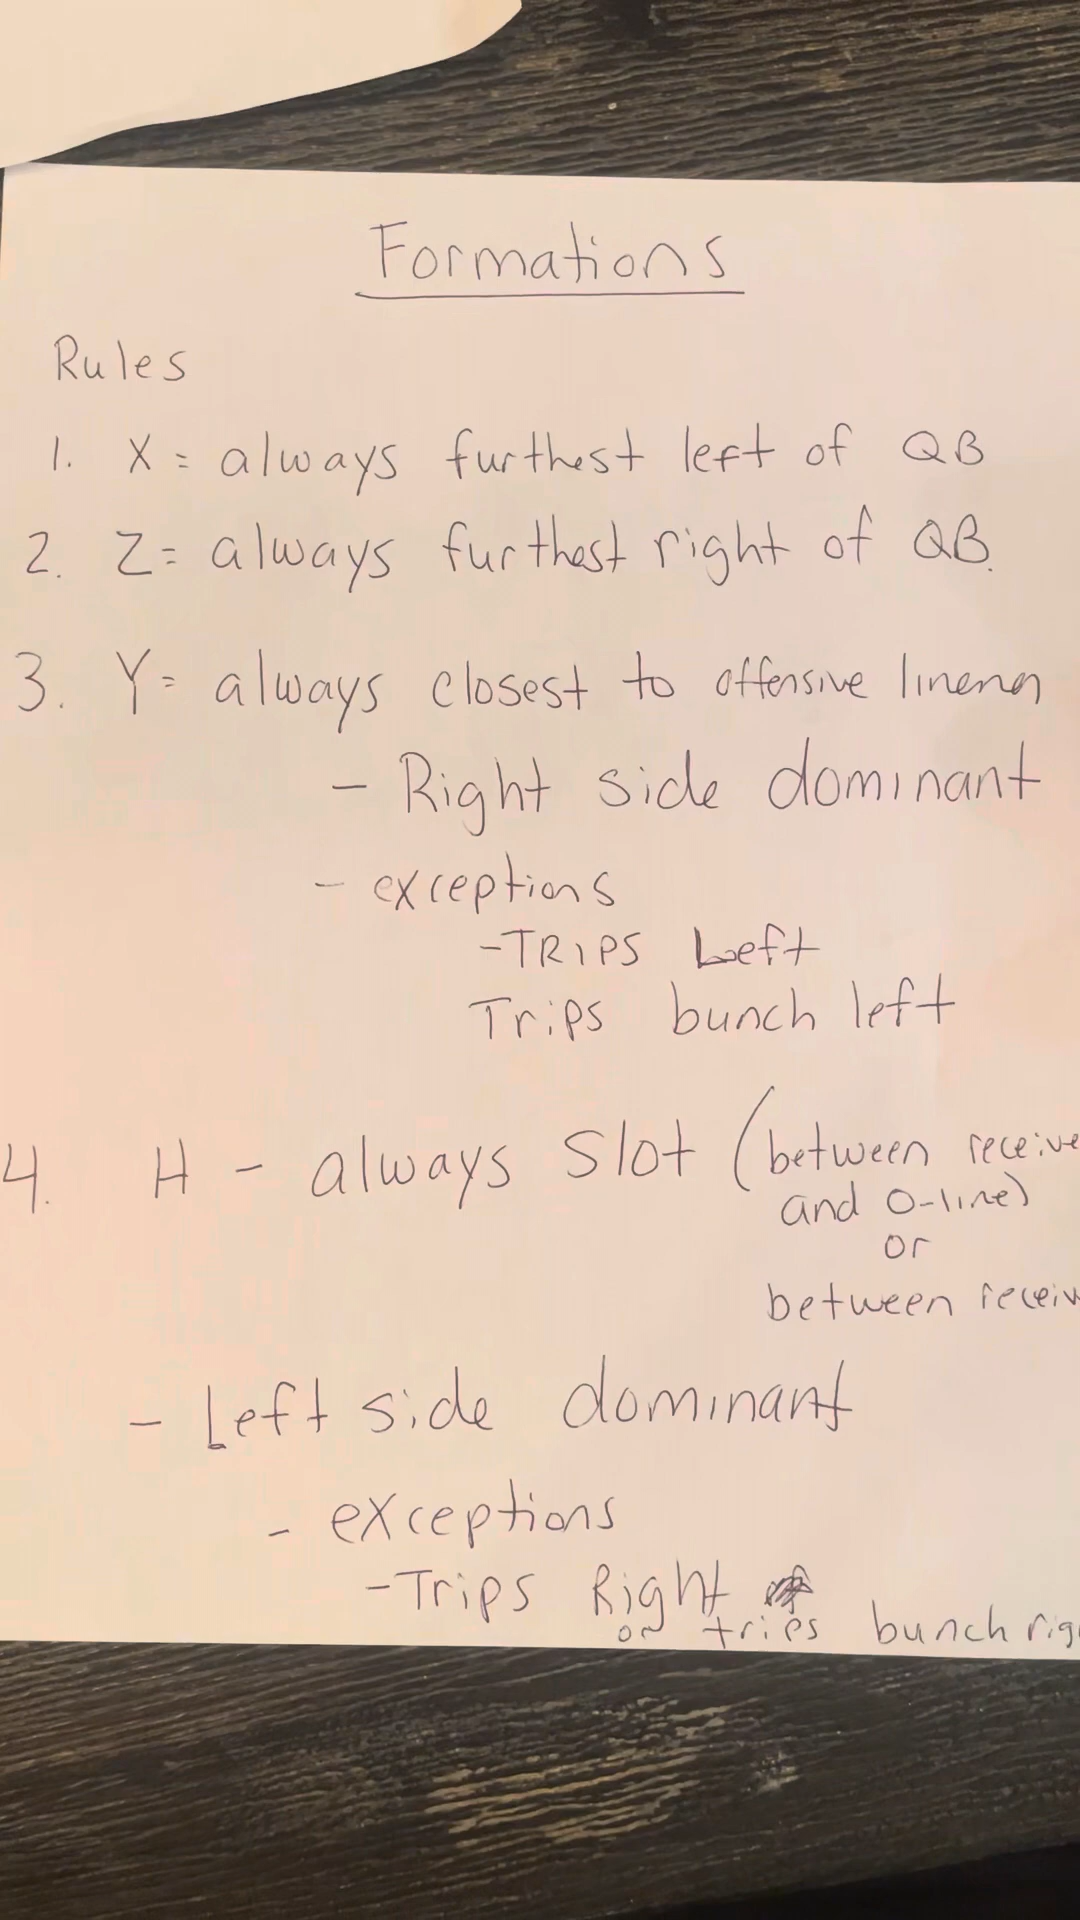 Formations
Rules
1. X = always furthest left of QB
2. Z = always furthest right of QB.
3. Y = always closest to offensive lineman
- Right side dominant
- exceptions
- TRIPS Left
Trips bunch left
4. H - always Slot (between receive
and O-line)
or
between receiv
- Left side dominant
- exceptions
- Trips Right
or trips bunch rig